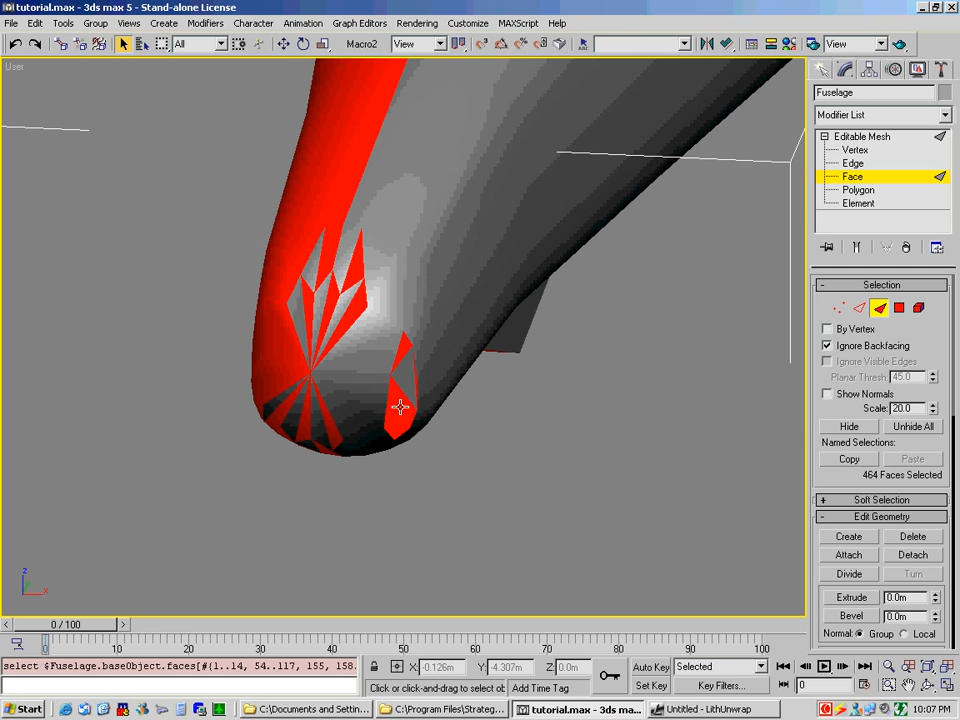 tutorial.max - 3ds max 5 - Stand-alone License
File Edit Tools Group Views Create Modifiers Character Animation Graph Editors Rendering Customize MAXScript Help
All Macro2 View View
User
Fuselage
Modifier List
Editable Mesh
Vertex
Edge
Face
Polygon
Element
- Selection
By Vertex
Ignore Backfacing
Ignore Visible Edges
Planar Thresh: 45.0
Show Normals
Scale: 20.0
Hide Unhide All
Named Selections:
Copy Paste
464 Faces Selected
+ Soft Selection
- Edit Geometry
Create Delete
Attach Detach
Divide Turn
Extrude 0.0m
Bevel 0.0m
Normal: Group Local
z
x
< 0 / 100 >
0 10 20 30 40 50 60 70 80 90 100
select $Fuselage.baseObject.faces[#{1..14, 54..117, 155, 158.
X: -0.126m Y: -4.307m Z: 0.0m
Auto Key Selected
Click or click-and-drag to select ob Add Time Tag
Set Key Key Filters... 0
Start C:\Documents and Settin... C:\Program Files\Strateg... tutorial.max - 3ds ma... Untitled - LithUnwrap 10:07 PM